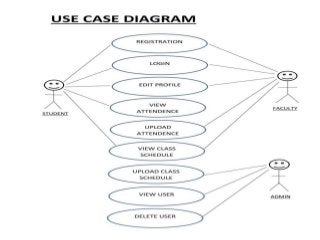 USE CASE DIAGRAM
REGISTRATION
LOGIN
EDIT PROFILE
VIEW
ATTENDENCE
UPLOAD
ATTENDENCE
VIEW CLASS
SCHEDULE
UPLOAD CLASS
SCHEDULE
VIEW USER
DELETE USER
STUDENT
FACULTY
ADMIN